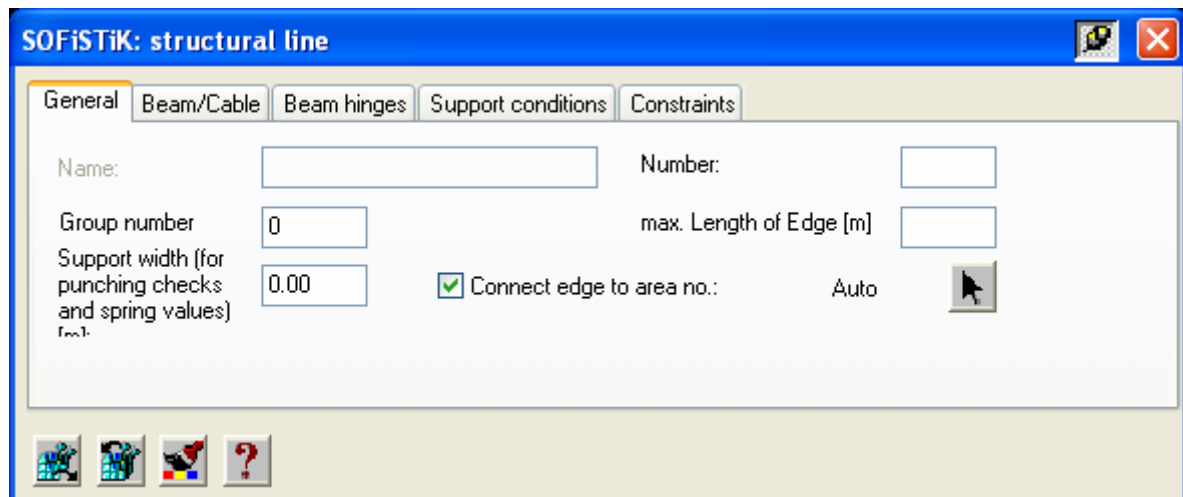 SOFiSTiK: structural line
General Beam/Cable Beam hinges Support conditions Constraints
Name: Number:
Group number 0 max. Length of Edge [m]
Support width (for
punching checks
and spring values)
[m]:
0.00 Connect edge to area no.: Auto
?